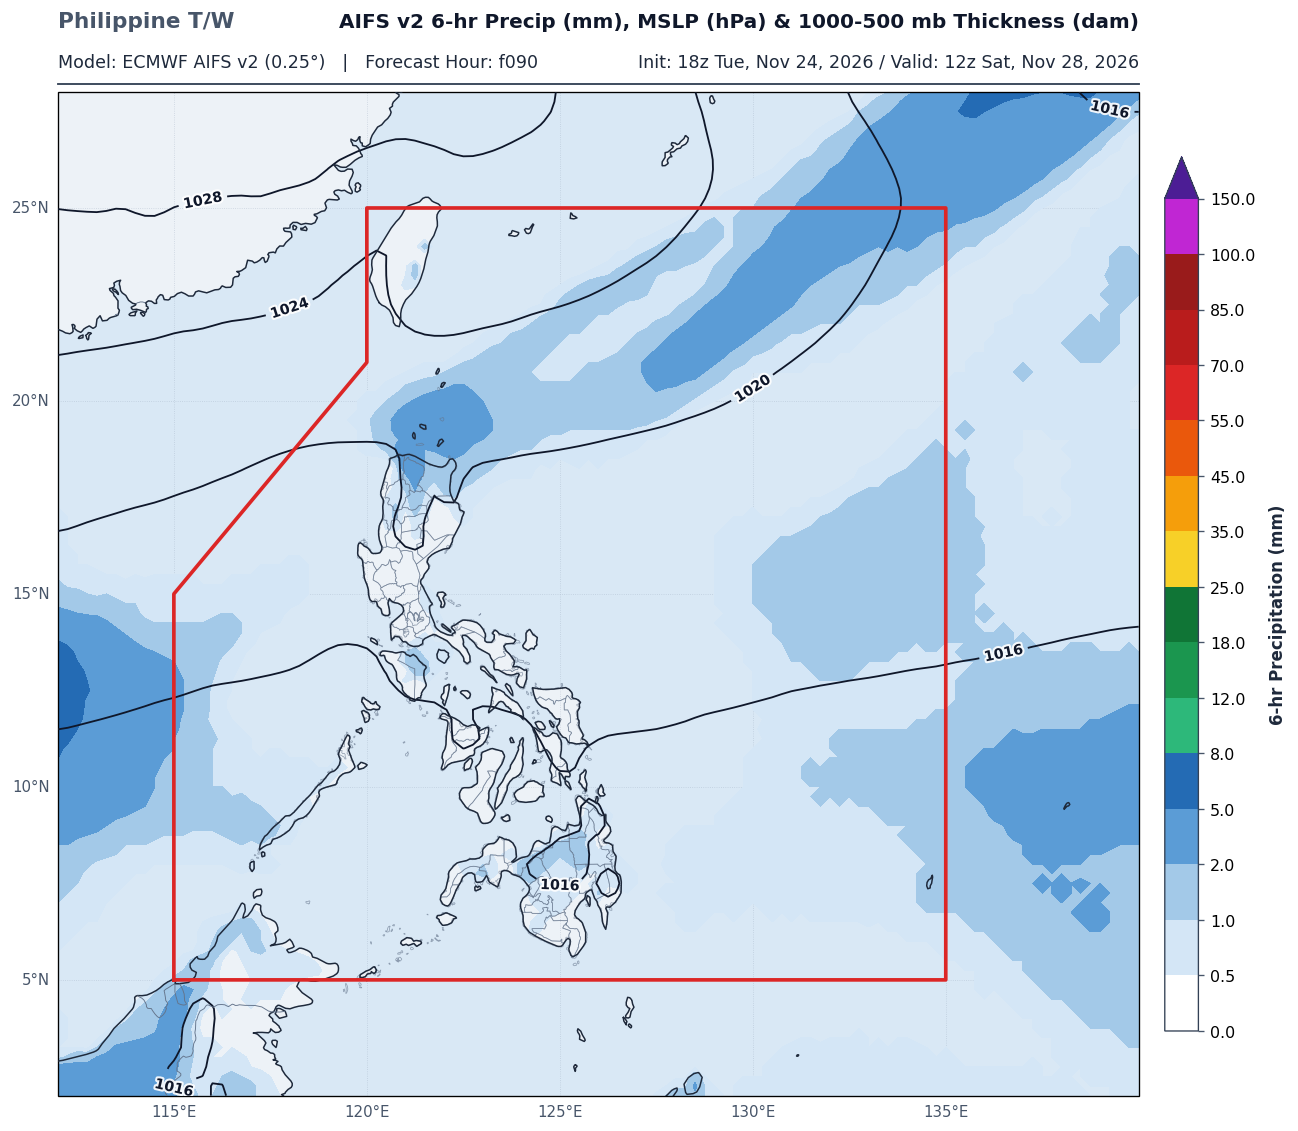 Philippine T/W
AIFS v2 6-hr Precip (mm), MSLP (hPa) & 1000-500 mb Thickness (dam)
Model: ECMWF AIFS v2 (0.25°) | Forecast Hour: f090
Init: 18z Tue, Nov 24, 2026 / Valid: 12z Sat, Nov 28, 2026
1016
1028
1024
1020
1016
1016
1016
25°N
20°N
15°N
10°N
5°N
115°E
120°E
125°E
130°E
135°E
150.0
100.0
85.0
70.0
55.0
45.0
35.0
25.0
18.0
12.0
8.0
5.0
2.0
1.0
0.5
0.0
6-hr Precipitation (mm)